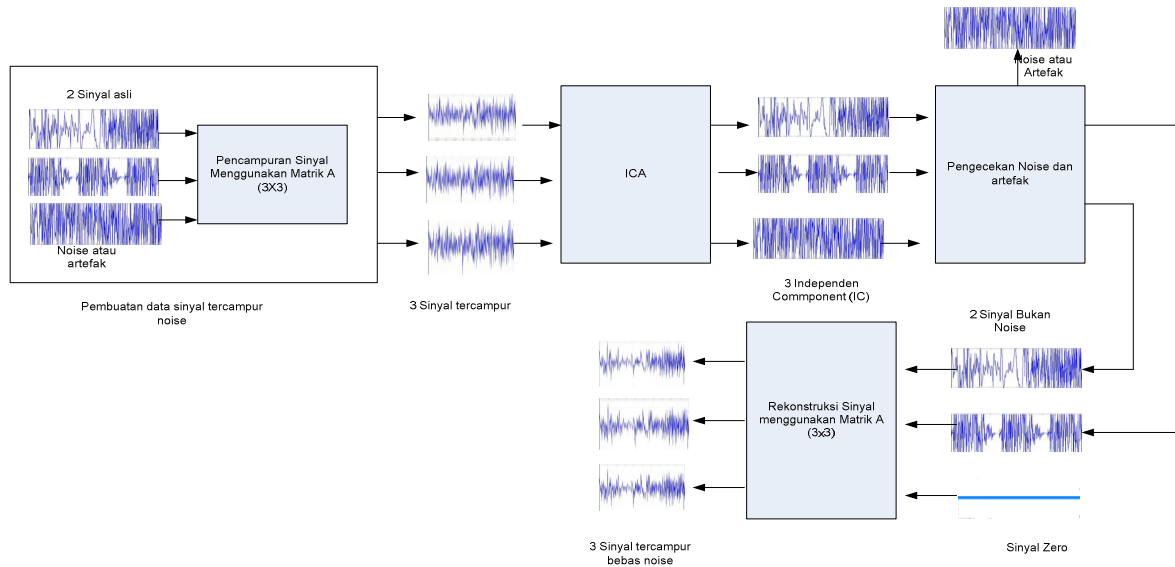 Noise atau
Artefak
2 Sinyal asli
Pencampuran Sinyal
Menggunakan Matrik A
(3X3)
Noise atau
artefak
Pembuatan data sinyal tercampur
noise
3 Sinyal tercampur
ICA
3 Independen
Commponent (IC)
Pengecekan Noise dan
artefak
2 Sinyal Bukan
Noise
Rekonstruksi Sinyal
menggunakan Matrik A
(3x3)
3 Sinyal tercampur
bebas noise
Sinyal Zero